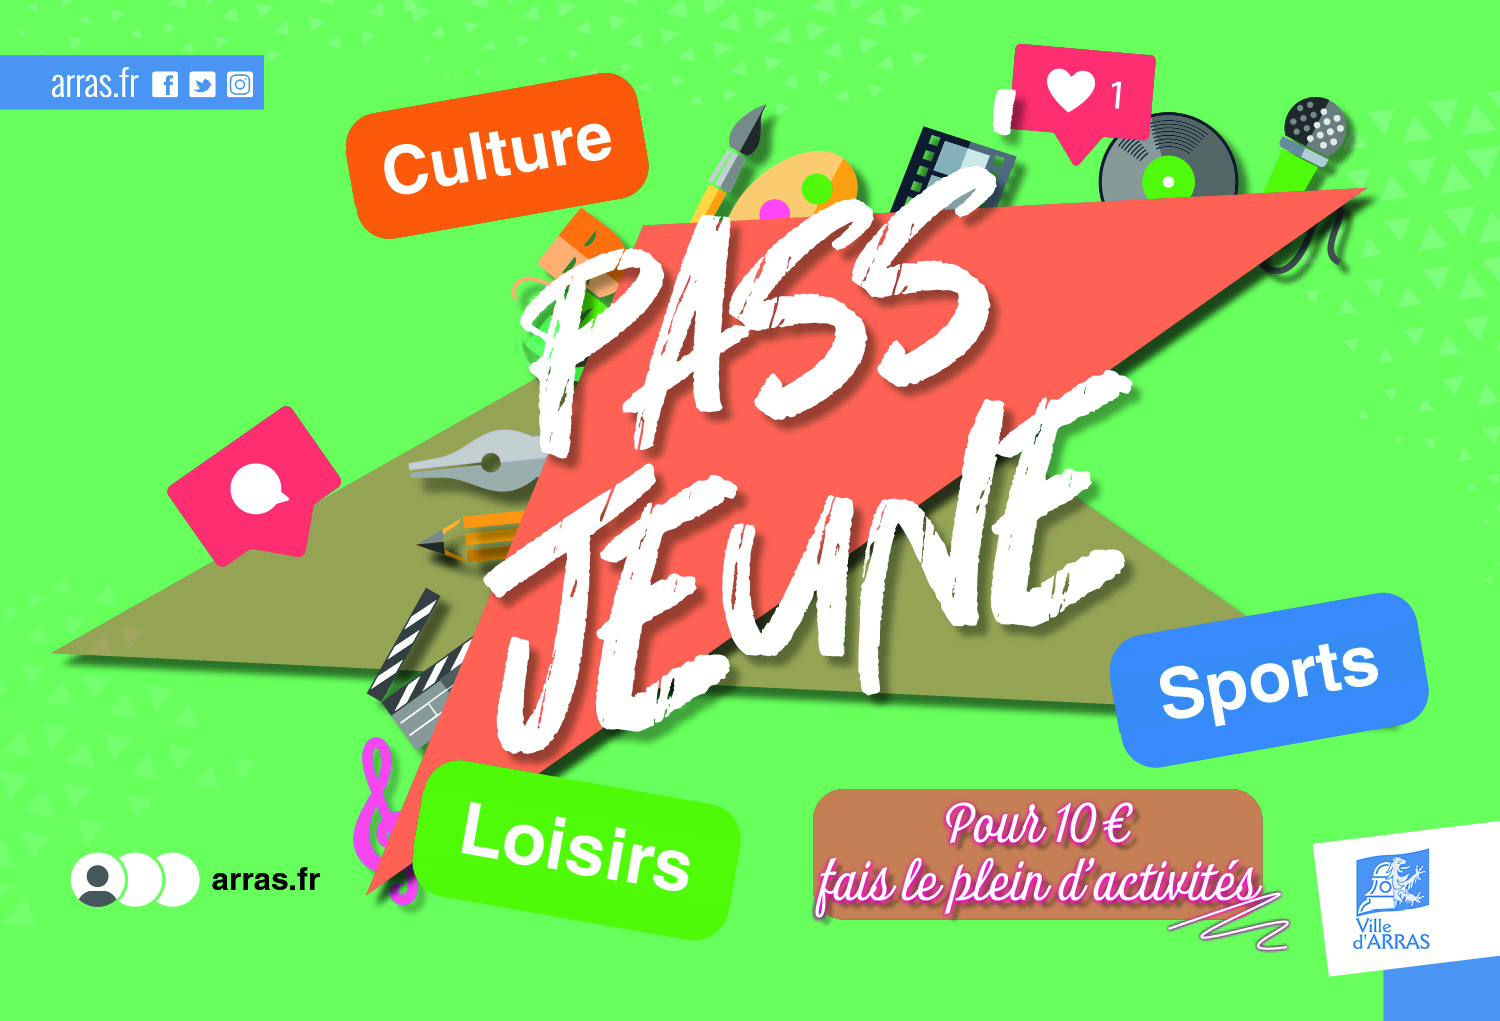 arras.fr
Culture
1
PASS
JEUNE
Sports
Loisirs
Pour 10 €
fais le plein d'activités
arras.fr
Ville
d'ARRAS